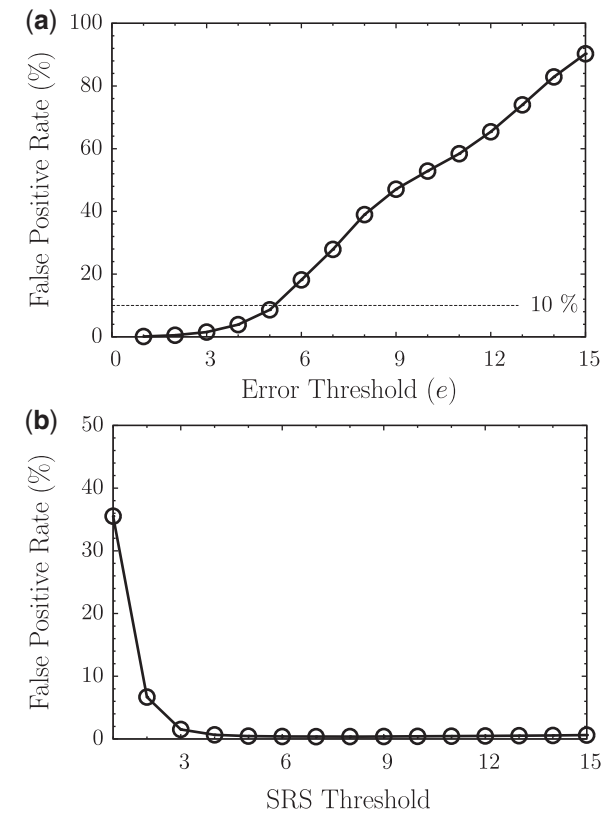 (a)
False Positive Rate (%)
100
80
60
40
20
0
10 %
0 3 6 9 12 15
Error Threshold (e)
(b)
False Positive Rate (%)
50
40
30
20
10
0
3 6 9 12 15
SRS Threshold